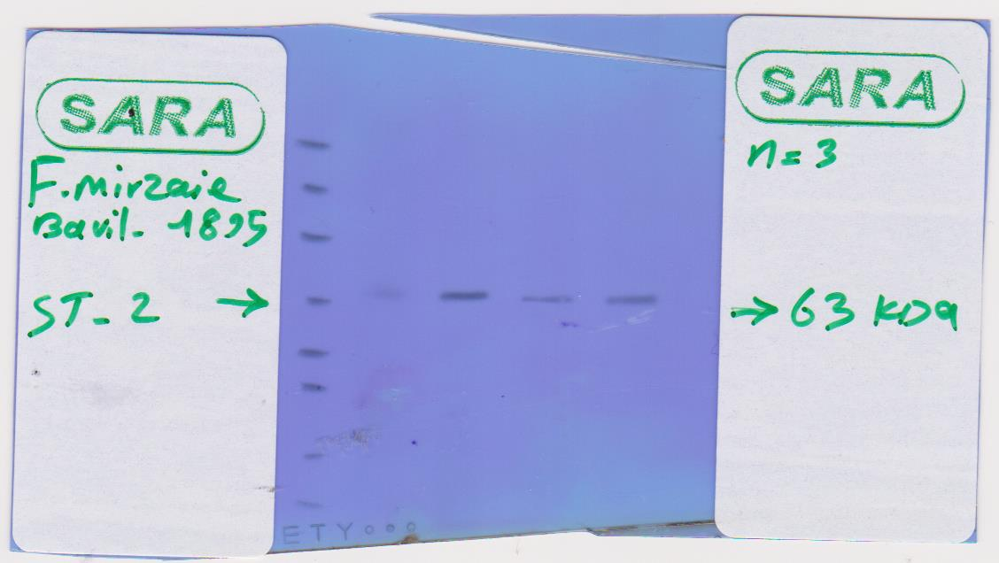 SARA
F. Mirzaie
Bavil. 1895
ST_2 →
SARA
n=3
→ 63 KDa
ETY